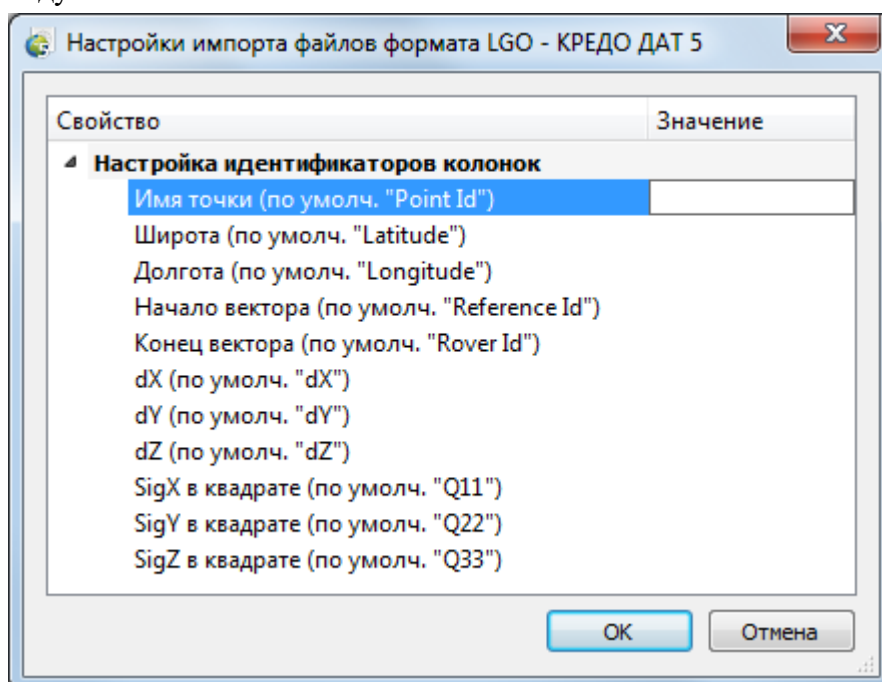 Настройки импорта файлов формата LGO - КРЕДО ДАТ 5
Свойство Значение
Настройка идентификаторов колонок
Имя точки (по умолч. "Point Id")
Широта (по умолч. "Latitude")
Долгота (по умолч. "Longitude")
Начало вектора (по умолч. "Reference Id")
Конец вектора (по умолч. "Rover Id")
dX (по умолч. "dX")
dY (по умолч. "dY")
dZ (по умолч. "dZ")
SigX в квадрате (по умолч. "Q11")
SigY в квадрате (по умолч. "Q22")
SigZ в квадрате (по умолч. "Q33")
OK Отмена